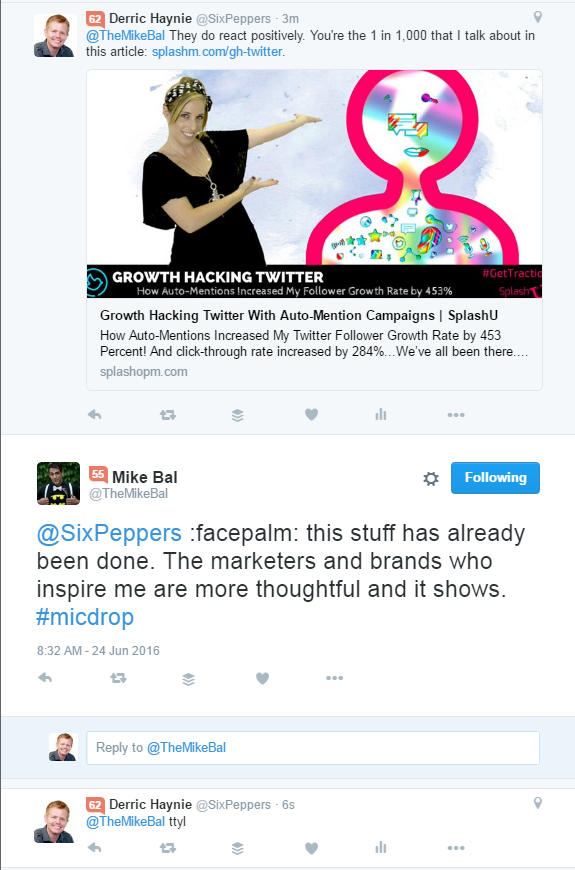 62 Derric Haynie @SixPeppers · 3m
@TheMikeBal They do react positively. You're the 1 in 1,000 that I talk about in
this article: splashm.com/gh-twitter.
GROWTH HACKING TWITTER
How Auto-Mentions Increased My Follower Growth Rate by 453%
#GetTractio
Splash
Growth Hacking Twitter With Auto-Mention Campaigns | SplashU
How Auto-Mentions Increased My Twitter Follower Growth Rate by 453
Percent! And click-through rate increased by 284%...We've all been there....
splashopm.com
55 Mike Bal
@TheMikeBal
Following
@SixPeppers :facepalm: this stuff has already
been done. The marketers and brands who
inspire me are more thoughtful and it shows.
#micdrop
8:32 AM - 24 Jun 2016
Reply to @TheMikeBal
62 Derric Haynie @SixPeppers · 6s
@TheMikeBal ttyl